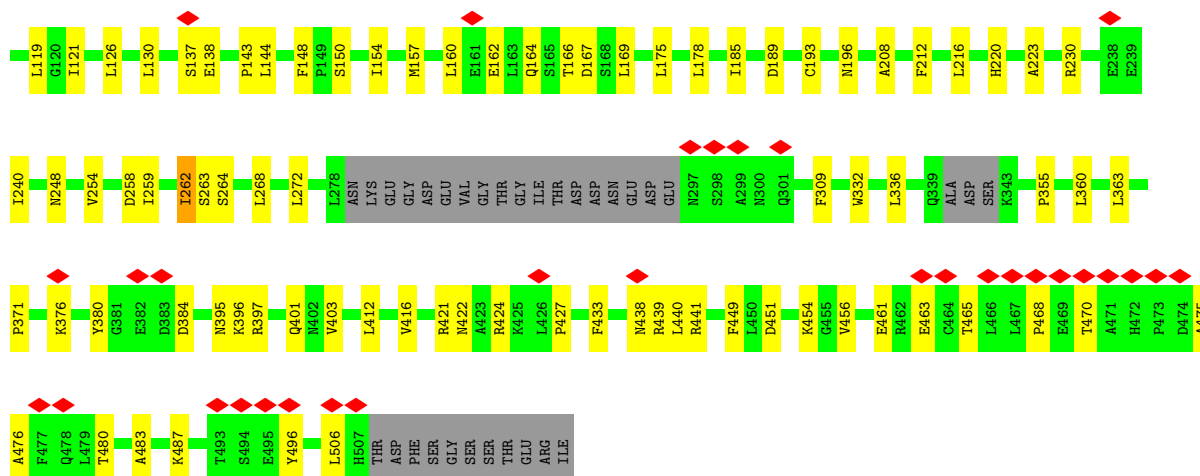 L119 G120 I121 L126 L130 S137 E138 P143 L144 F148 P149 S150 I154 M157 L160 E161 E162 L163 Q164 S165 T166 D167 S168 L169 L175 L178 I185 D189 C193 N196 A208 F212 L216 H220 A223 R230 E238 E239
I240 N248 V254 D258 I259 I262 S263 S264 L268 L272 L278 ASN LYS GLU GLY ASP GLU VAL GLY THR GLY ILE THR ASP ASP ASN GLU ASP GLU N297 S298 A299 N300 Q301 F309 W332 L336 Q339 ALA ASP SER K343 P355 L360 L363
P371 K376 Y380 G381 E382 D383 D384 N395 K396 R397 Q401 N402 V403 L412 V416 R421 N422 A423 R424 K425 L426 P427 F433 N438 R439 L440 R441 F449 L450 D451 K454 G455 V456 E461 R462 E463 C464 T465 L466 L467 P468 E469 T470 A471 H472 P473 D474 A475
A476 F477 Q478 L479 T480 A483 K487 T493 S494 E495 Y496 L506 H507 THR ASP PHE SER GLY SER SER THR GLU ARG ILE